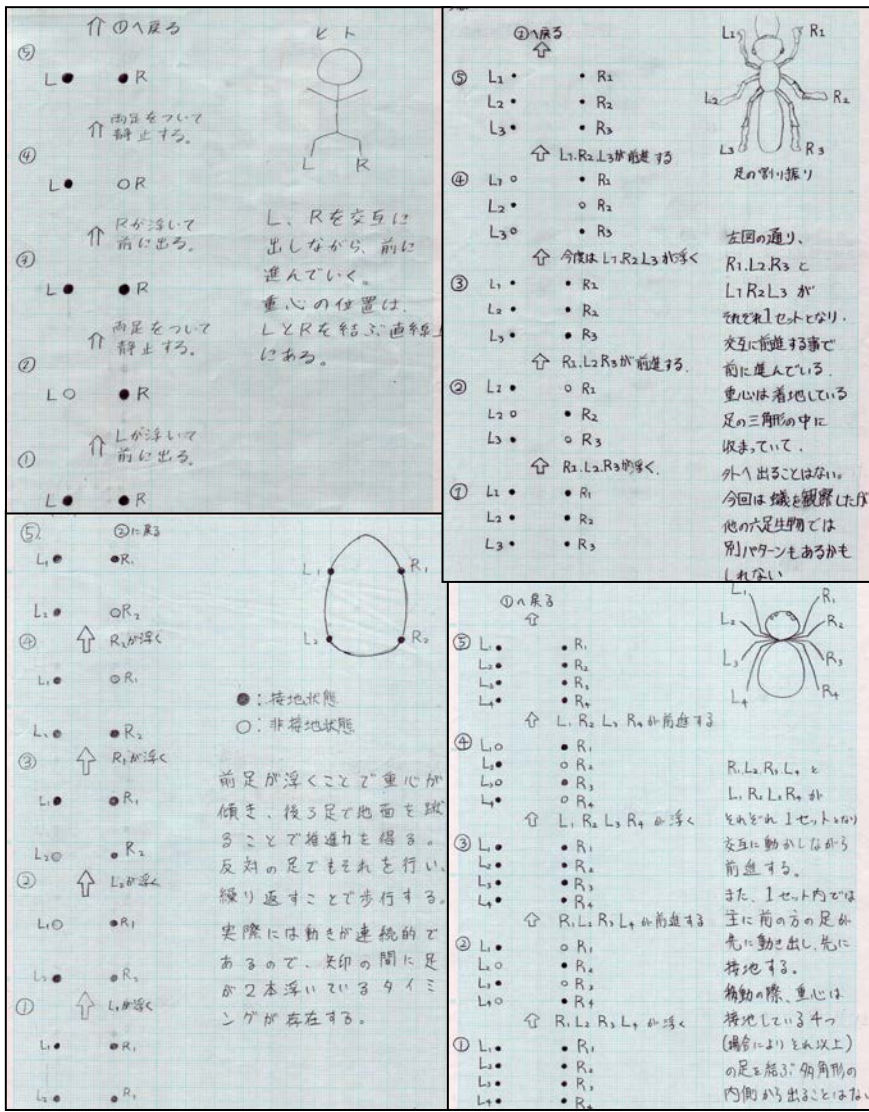 ⇧ ①へ戻る
⑤
L● ●R
⇧ 両足をついて
静止する。
④
L● ○R
⇧ Rが浮いて
前に出る。
③
L● ●R
⇧ 両足をついて
静止する。
②
L○ ●R
⇧ Lが浮いて
前に出る。
①
L● ●R
ヒト
L R
L、Rを交互に
出しながら、前に
進んでいく。
重心の位置は、
LとRを結ぶ直線上
にある。
②へ戻る
⇧
⑤ L1 • • R1
L2 • • R2
L3 • • R3
⇧ L1.R2.L3が前進する
④ L1 ○ • R1
L2 • ○ R2
L3 ○ • R3
⇧ 今度はL1.R2.L3が浮く
③ L1 • • R1
L2 • • R2
L3 • • R3
⇧ R1.L2.R3が前進する.
② L1 • ○ R1
L2 ○ • R2
L3 • ○ R3
⇧ R1.L2.R3が浮く.
① L1 • • R1
L2 • • R2
L3 • • R3
L1 R1
L2 R2
L3 R3
足の割り振り
左図の通り、
R1.L2.R3 と
L1 R2 L3 が
それぞれ1セットとなり.
交互に前進する事で
前に進んでいる.
重心は着地している
足の三角形の中に
収まっていて.
外へ出ることはない。
今回は蟻を観察したが
他の六足生物では
別パターンもあるかも
しれない
⑤ ②に戻る
L1● ●R1
L2● ○R2
④ ⇧ R2が浮く
L1● ○R1
L2● ●R2
③ ⇧ R1が浮く
L1● ●R1
L2○ ●R2
② ⇧ L2が浮く
L1○ ●R1
L2● ●R2
① ⇧ L1が浮く
L1● ●R1
L2● ●R2
L1 R1
L2 R2
●：接地状態
○：非接地状態
前足が浮くことで重心が
傾き、後ろ足で地面を蹴
ることで推進力を得る。
反対の足でもそれを行い、
繰り返すことで歩行する。
実際には動きが連続的で
あるので、矢印の間に足
が2本浮いているタイミ
ングが存在する。
①へ戻る
⇧
⑤ L1 • • R1
L2 • • R2
L3 • • R3
L4 • • R4
⇧ L1 R2 L3 R4 が前進する
④ L1 ○ • R1
L2 • ○ R2
L3 ○ • R3
L4 • ○ R4
⇧ L1 R2 L3 R4 が浮く
③ L1 • • R1
L2 • • R2
L3 • • R3
L4 • • R4
⇧ R1 L2 R3 L4 が前進する
② L1 • ○ R1
L2 ○ • R2
L3 • ○ R3
L4 ○ • R4
⇧ R1 L2 R3 L4 が浮く
① L1 • • R1
L2 • • R2
L3 • • R3
L4 • • R4
L1 R1
L2 R2
L3 R3
L4 R4
R1 L2 R3 L4 と
L1 R2 L3 R4 が
それぞれ1セットとなり
交互に動かしながら
前進する。
また、1セット内では
主に前の方の足が
先に動き出し、先に
接地する。
移動の際、重心は
接地している4つ
(場合によりそれ以上)
の足を結ぶ多角形の
内側から出ることはない